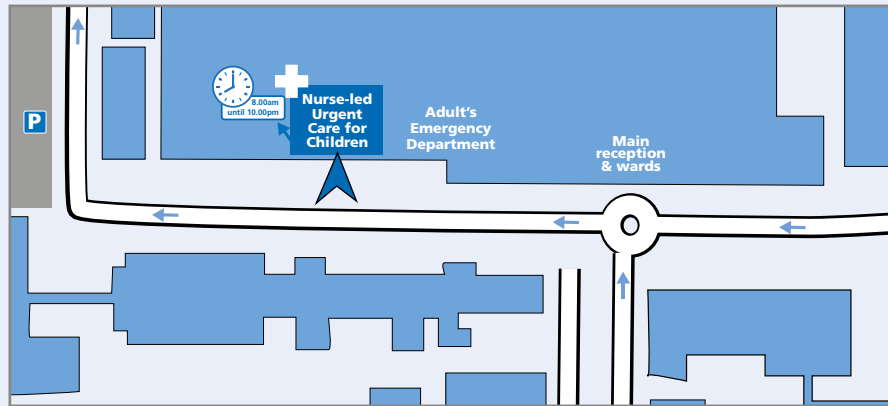 P
8.00am
until 10.00pm
Nurse-led
Urgent
Care for
Children
Adult's
Emergency
Department
Main
reception
& wards